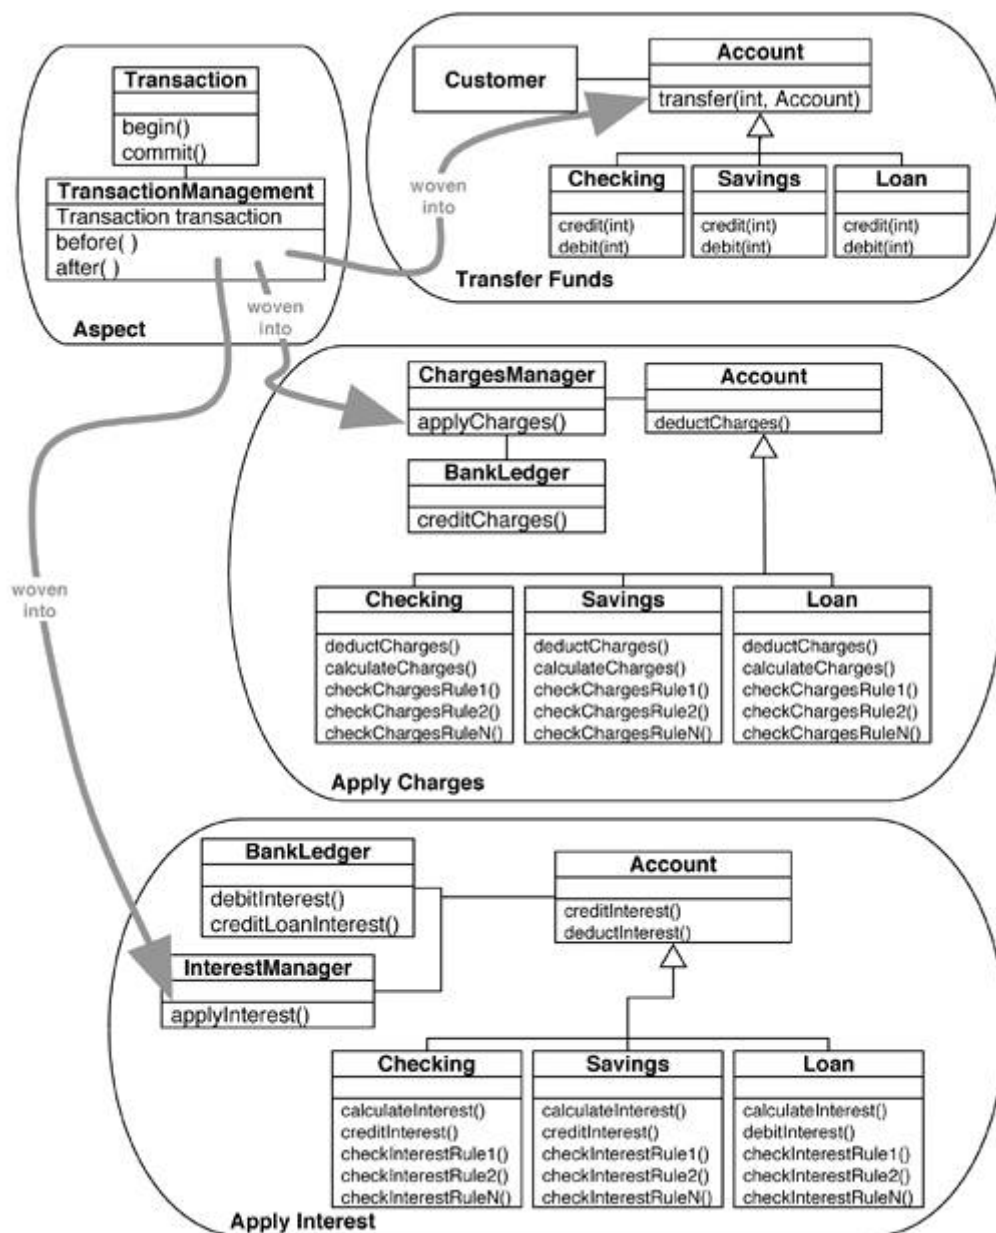 Transaction
begin()
commit()
TransactionManagement
Transaction transaction
before( )
after( )
Aspect
woven
into
woven
into
woven
into
Customer
Account
transfer(int, Account)
Checking
credit(int)
debit(int)
Savings
credit(int)
debit(int)
Loan
credit(int)
debit(int)
Transfer Funds
ChargesManager
applyCharges()
Account
deductCharges()
BankLedger
creditCharges()
Checking
deductCharges()
calculateCharges()
checkChargesRule1()
checkChargesRule2()
checkChargesRuleN()
Savings
deductCharges()
calculateCharges()
checkChargesRule1()
checkChargesRule2()
checkChargesRuleN()
Loan
deductCharges()
calculateCharges()
checkChargesRule1()
checkChargesRule2()
checkChargesRuleN()
Apply Charges
BankLedger
debitInterest()
creditLoanInterest()
Account
creditInterest()
deductInterest()
InterestManager
applyInterest()
Checking
calculateInterest()
creditInterest()
checkInterestRule1()
checkInterestRule2()
checkInterestRuleN()
Savings
calculateInterest()
creditInterest()
checkInterestRule1()
checkInterestRule2()
checkInterestRuleN()
Loan
calculateInterest()
debitInterest()
checkInterestRule1()
checkInterestRule2()
checkInterestRuleN()
Apply Interest